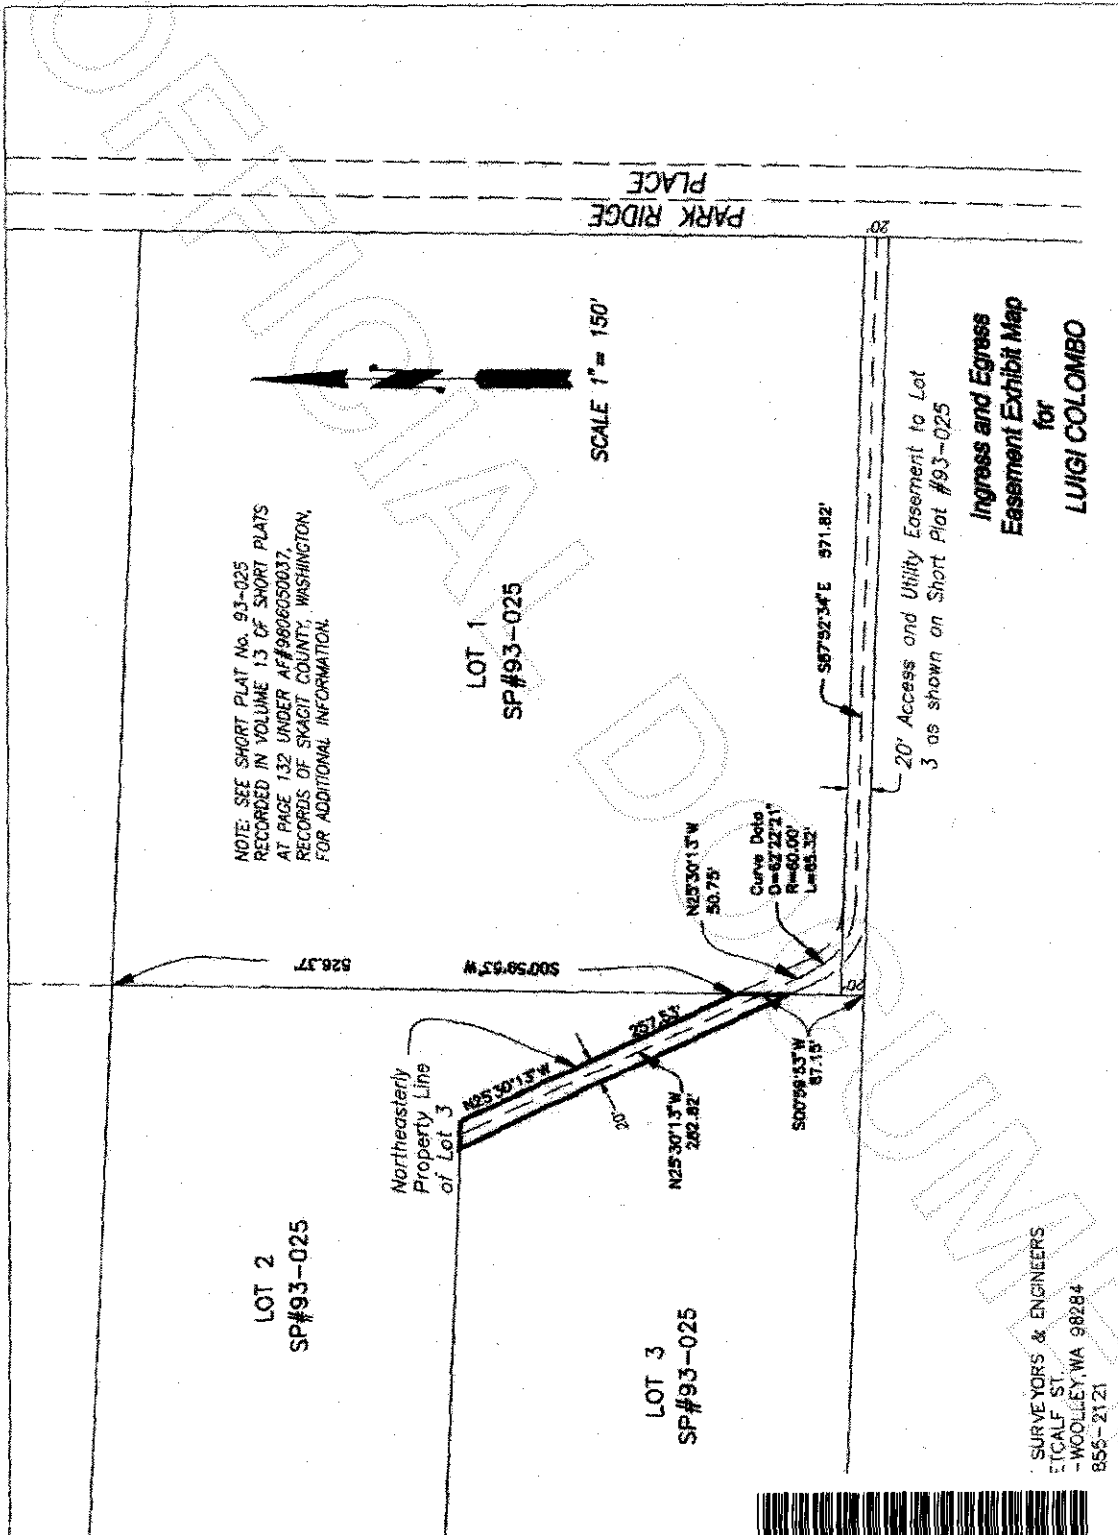 UNOFFICIAL DOCUMENT
PARK RIDGE
PLACE
NOTE: SEE SHORT PLAT No. 93-025
RECORDED IN VOLUME 13 OF SHORT PLATS
AT PAGE 132 UNDER AF#9806050037,
RECORDS OF SKAGIT COUNTY, WASHINGTON,
FOR ADDITIONAL INFORMATION.
SCALE 1"= 150'
LOT 1
SP#93-025
LOT 2
SP#93-025
LOT 3
SP#93-025
526.37'
S00°59'53"W
Northeasterly
Property Line
of Lot 3
N25°30'13"W
257.53'
20'
N25°30'13"W
282.82'
N25°30'13"W
50.75'
Curve Data
D=62°22'21"
R=60.00'
L=65.32'
S00°59'53"W
87.15'
20'
S87°52'34"E 571.82'
20'
20' Access and Utility Easement to Lot
3 as shown on Short Plat #93-025
Ingress and Egress
Easement Exhibit Map
for
LUIGI COLOMBO
SURVEYORS & ENGINEERS
ETCALF ST.
-WOOLLEY, WA 98284
855-2121